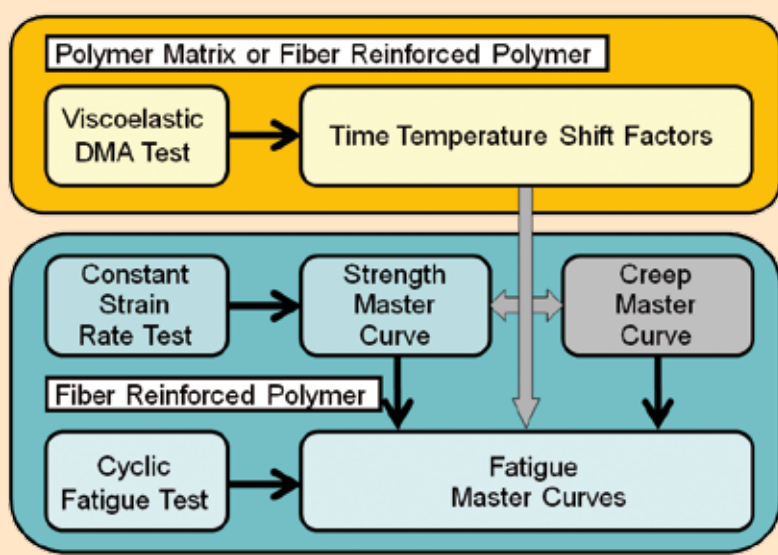 Polymer Matrix or Fiber Reinforced Polymer
Viscoelastic
DMA Test
Time Temperature Shift Factors
Constant
Strain
Rate Test
Strength
Master
Curve
Creep
Master
Curve
Fiber Reinforced Polymer
Cyclic
Fatigue Test
Fatigue
Master Curves